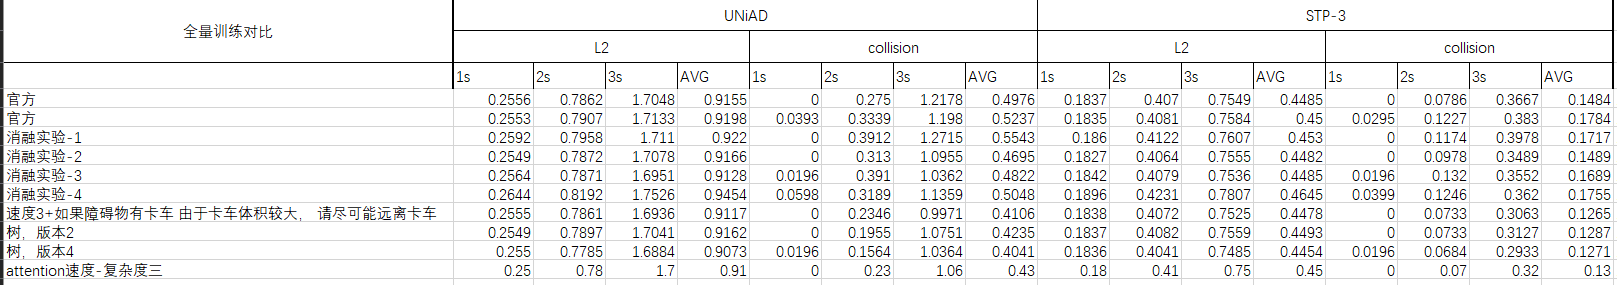 全量训练对比 UNiAD STP-3
L2 collision L2 collision
1s 2s 3s AVG 1s 2s 3s AVG 1s 2s 3s AVG 1s 2s 3s AVG
官方 0.2556 0.7862 1.7048 0.9155 0 0.275 1.2178 0.4976 0.1837 0.407 0.7549 0.4485 0 0.0786 0.3667 0.1484
官方 0.2553 0.7907 1.7133 0.9198 0.0393 0.3339 1.198 0.5237 0.1835 0.4081 0.7584 0.45 0.0295 0.1227 0.383 0.1784
消融实验-1 0.2592 0.7958 1.711 0.922 0 0.3912 1.2715 0.5543 0.186 0.4122 0.7607 0.453 0 0.1174 0.3978 0.1717
消融实验-2 0.2549 0.7872 1.7078 0.9166 0 0.313 1.0955 0.4695 0.1827 0.4064 0.7555 0.4482 0 0.0978 0.3489 0.1489
消融实验-3 0.2564 0.7871 1.6951 0.9128 0.0196 0.391 1.0362 0.4822 0.1842 0.4079 0.7536 0.4485 0.0196 0.132 0.3552 0.1689
消融实验-4 0.2644 0.8192 1.7526 0.9454 0.0598 0.3189 1.1359 0.5048 0.1896 0.4231 0.7807 0.4645 0.0399 0.1246 0.362 0.1755
速度3+如果障碍物有卡车 由于卡车体积较大， 请尽可能远离卡车 0.2555 0.7861 1.6936 0.9117 0 0.2346 0.9971 0.4106 0.1838 0.4072 0.7525 0.4478 0 0.0733 0.3063 0.1265
树，版本2 0.2549 0.7897 1.7041 0.9162 0 0.1955 1.0751 0.4235 0.1837 0.4082 0.7559 0.4493 0 0.0733 0.3127 0.1287
树，版本4 0.255 0.7785 1.6884 0.9073 0.0196 0.1564 1.0364 0.4041 0.1836 0.4041 0.7485 0.4454 0.0196 0.0684 0.2933 0.1271
attention速度-复杂度三 0.25 0.78 1.7 0.91 0 0.23 1.06 0.43 0.18 0.41 0.75 0.45 0 0.07 0.32 0.13